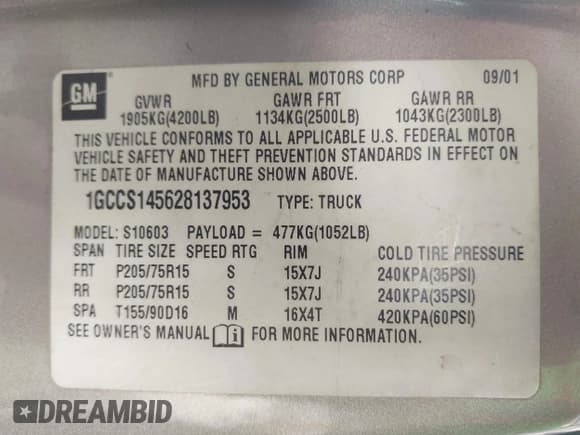 GM
MFD BY GENERAL MOTORS CORP 09/01
GVWR GAWR FRT GAWR RR
1905KG(4200LB) 1134KG(2500LB) 1043KG(2300LB)
THIS VEHICLE CONFORMS TO ALL APPLICABLE U.S. FEDERAL MOTOR
VEHICLE SAFETY AND THEFT PREVENTION STANDARDS IN EFFECT ON
THE DATE OF MANUFACTURE SHOWN ABOVE.
1GCCS145628137953 TYPE: TRUCK
MODEL: S10603 PAYLOAD = 477KG(1052LB)
SPAN TIRE SIZE SPEED RTG RIM COLD TIRE PRESSURE
FRT P205/75R15 S 15X7J 240KPA(35PSI)
RR P205/75R15 S 15X7J 240KPA(35PSI)
SPA T155/90D16 M 16X4T 420KPA(60PSI)
SEE OWNER'S MANUAL FOR MORE INFORMATION.
DREAMBID